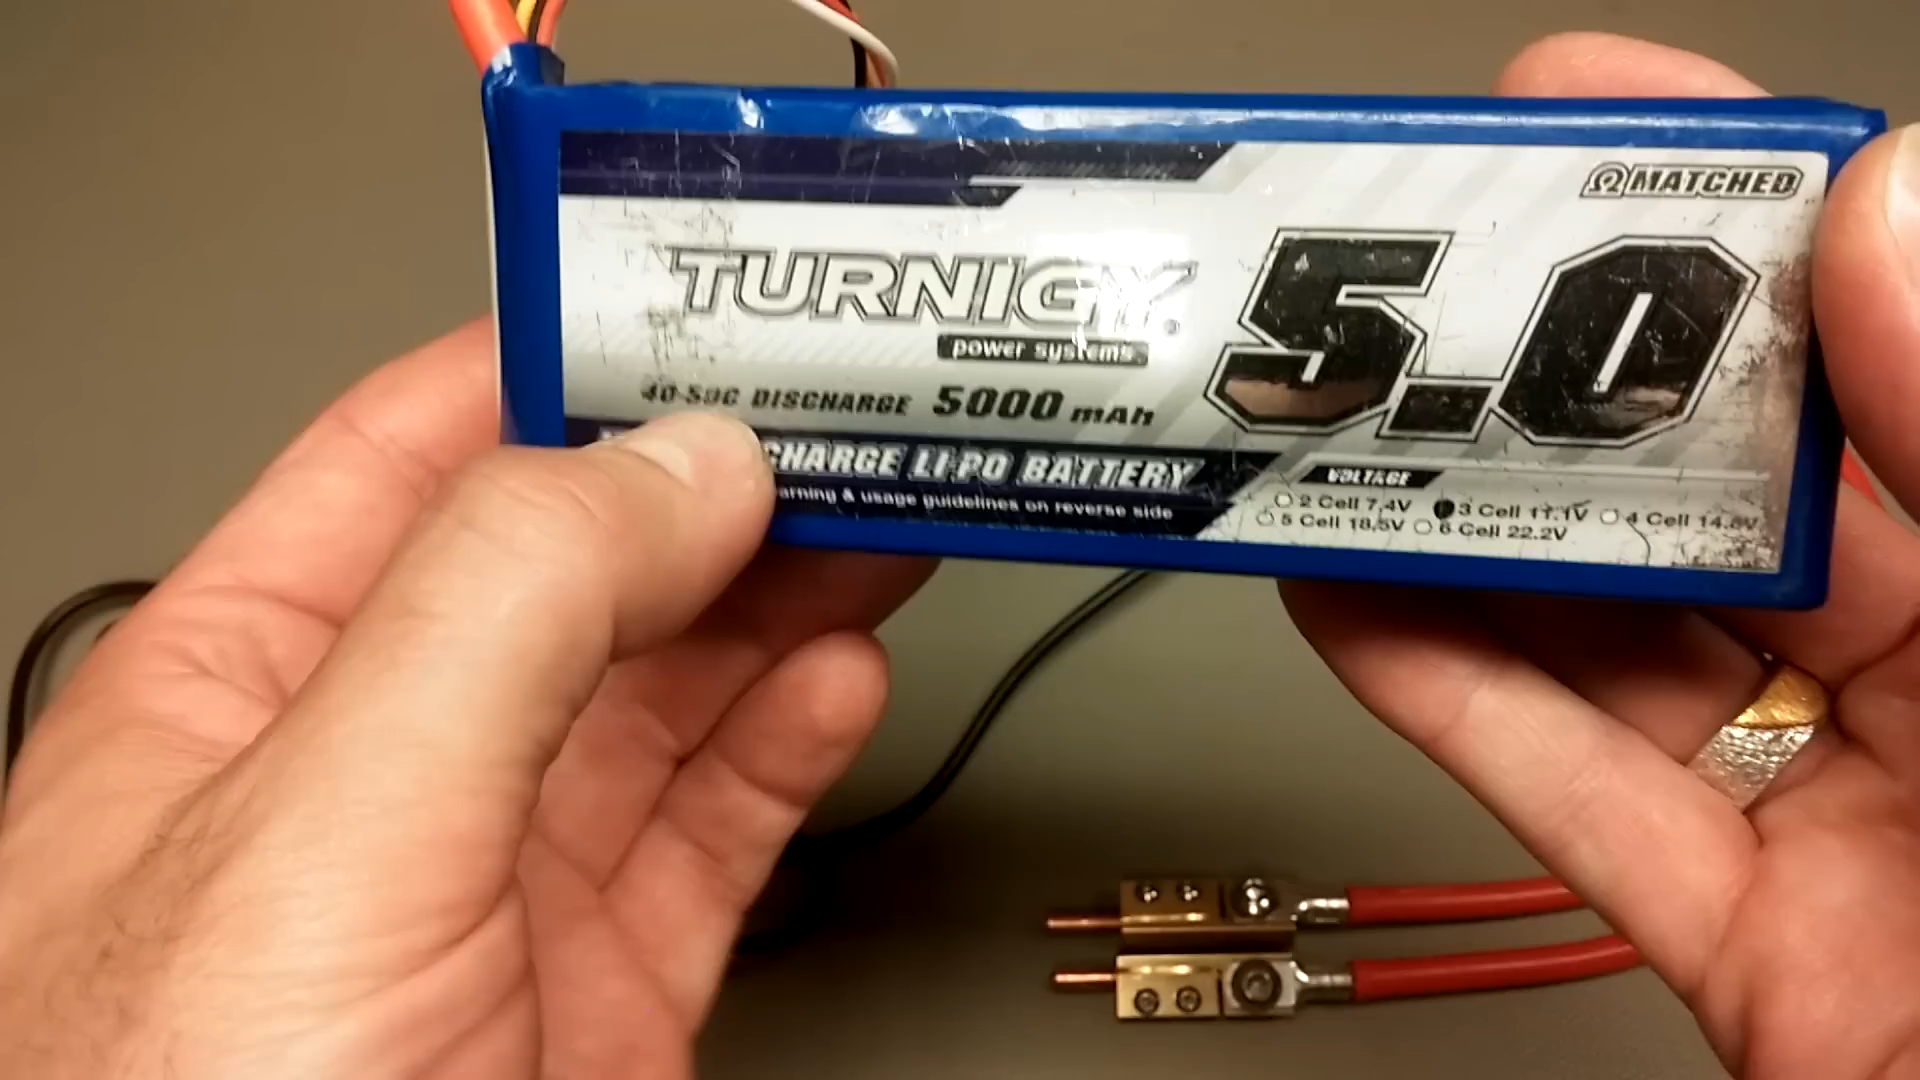 ΩMATCHED
TURNIGY®
5.0
power systems
40-50C DISCHARGE 5000 mAh
CHARGE LI-PO BATTERY
VOLTAGE
& usage guidelines on reverse side
2 Cell 7.4V 3 Cell 11.1V 4 Cell 14.8V
5 Cell 18.5V 6 Cell 22.2V